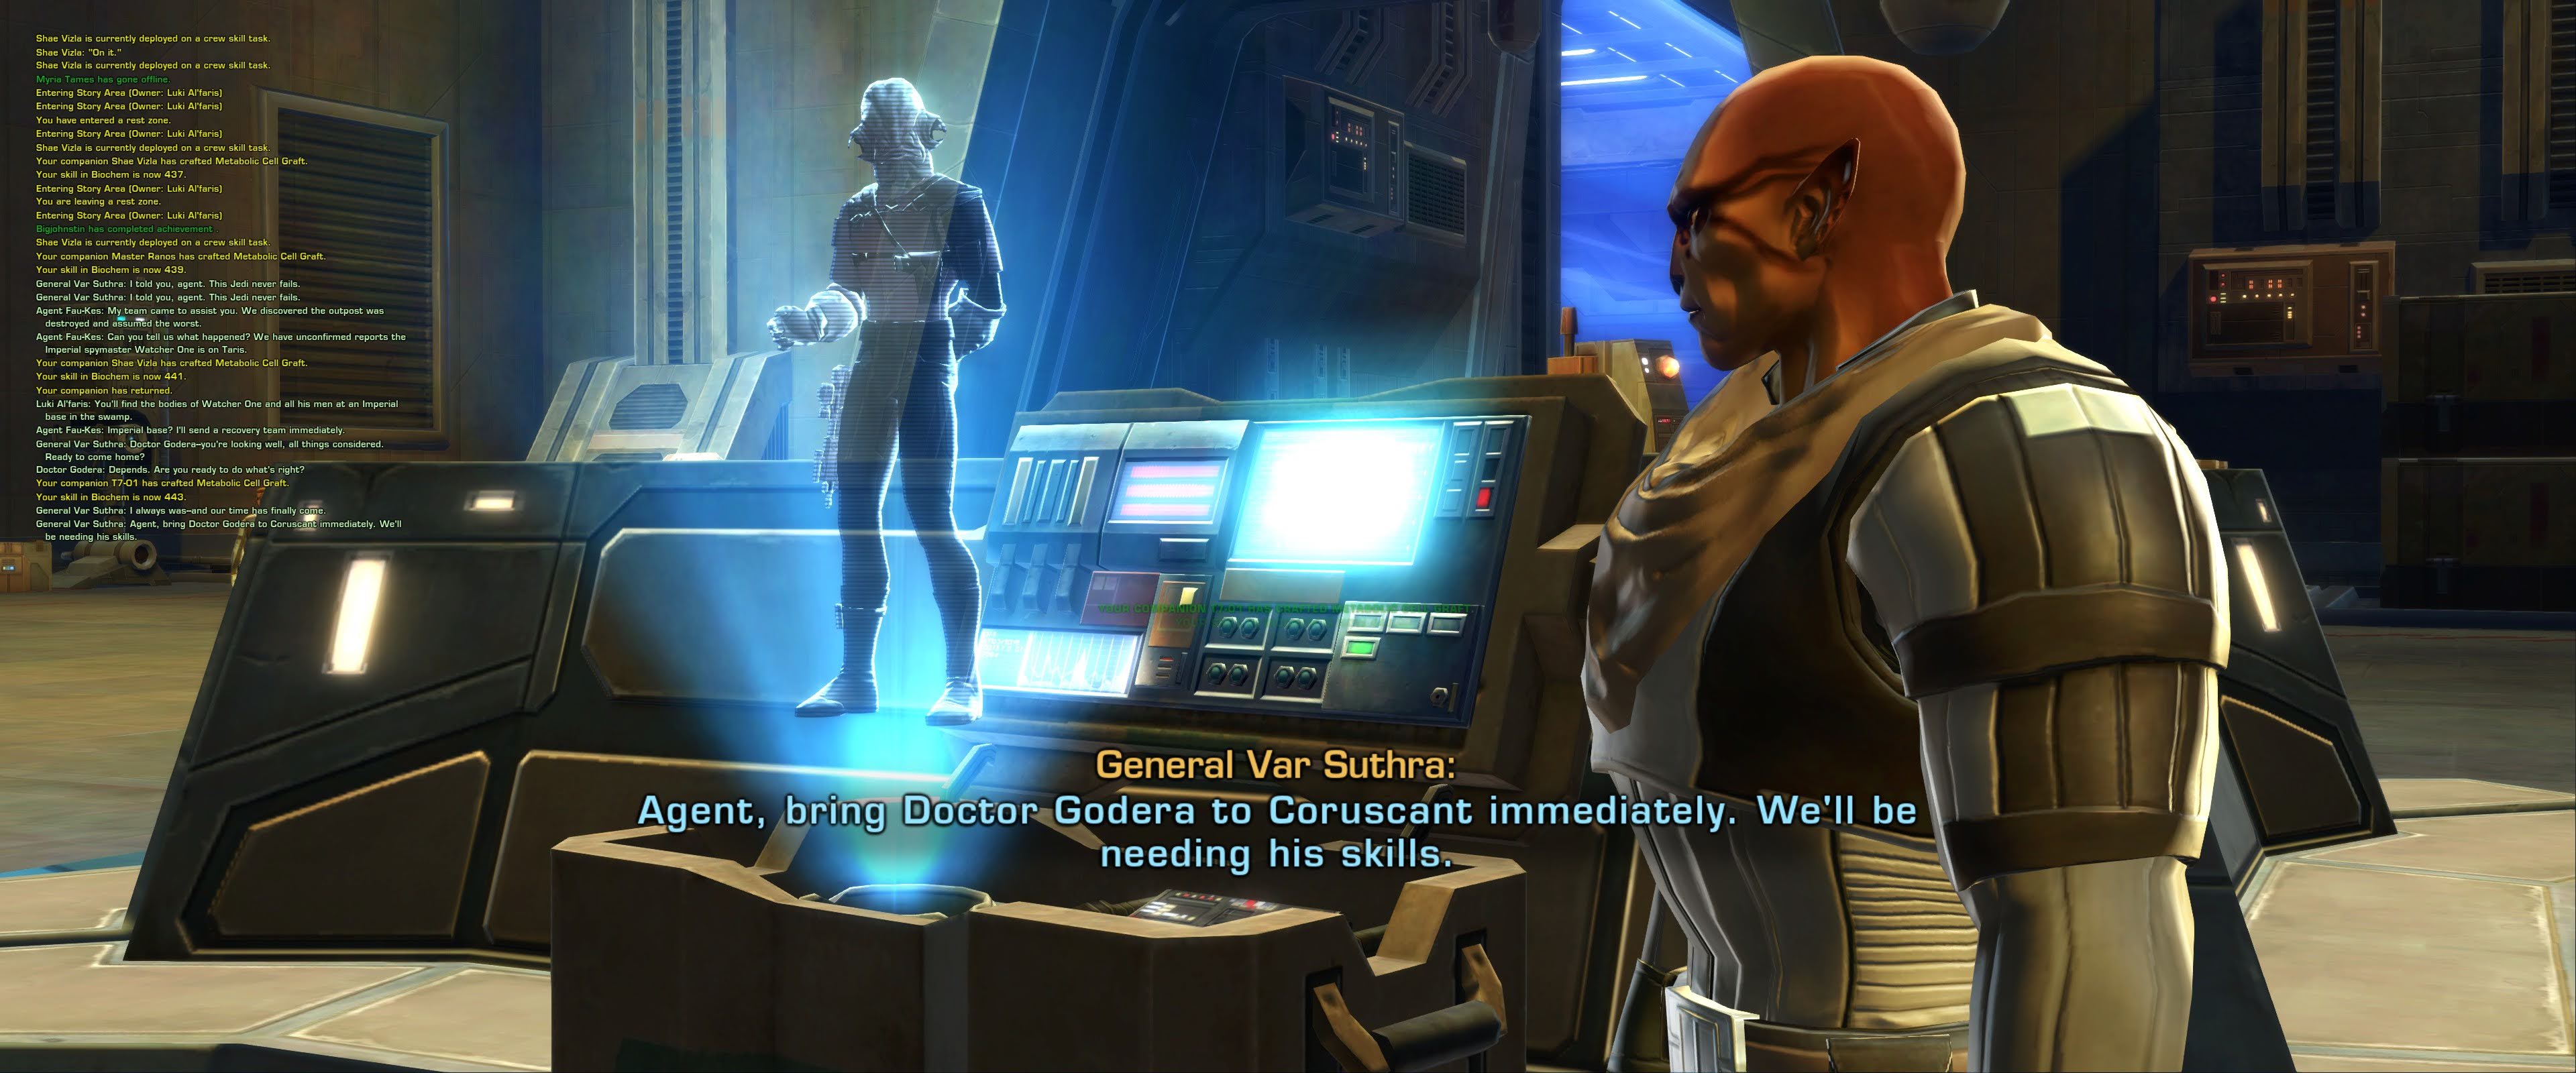 Shae Vizla is currently deployed on a crew skill task.
Shae Vizla: "On it."
Shae Vizla is currently deployed on a crew skill task.
Myria Tames has gone offline.
Entering Story Area (Owner: Luki Al'faris)
Entering Story Area (Owner: Luki Al'faris)
You have entered a rest zone.
Entering Story Area (Owner: Luki Al'faris)
Shae Vizla is currently deployed on a crew skill task.
Your companion Shae Vizla has crafted Metabolic Cell Graft.
Your skill in Biochem is now 437.
Entering Story Area (Owner: Luki Al'faris)
You are leaving a rest zone.
Entering Story Area (Owner: Luki Al'faris)
Bigjohnstin has completed achievement
Shae Vizla is currently deployed on a crew skill task.
Your companion Master Ranos has crafted Metabolic Cell Graft.
Your skill in Biochem is now 439.
General Var Suthra: I told you, agent. This Jedi never fails.
General Var Suthra: I told you, agent. This Jedi never fails.
Agent Fau-Kes: My team came to assist you. We discovered the outpost was
destroyed and assumed the worst.
Agent Fau-Kes: Can you tell us what happened? We have unconfirmed reports the
Imperial spymaster Watcher One is on Taris.
Your companion Shae Vizla has crafted Metabolic Cell Graft.
Your skill in Biochem is now 441.
Your companion has returned.
Luki Al'faris: You'll find the bodies of Watcher One and all his men at an Imperial
base in the swamp.
Agent Fau-Kes: Imperial base? I'll send a recovery team immediately.
General Var Suthra: Doctor Godera—you're looking well, all things considered.
Ready to come home?
Doctor Godera: Depends. Are you ready to do what's right?
Your companion T7-01 has crafted Metabolic Cell Graft.
Your skill in Biochem is now 443.
General Var Suthra: I always was—and our time has finally come.
General Var Suthra: Agent, bring Doctor Godera to Coruscant immediately. We'll
be needing his skills.
YOUR COMPANION T7-01 HAS CRAFTED METABOLIC CELL GRAFT.
General Var Suthra:
Agent, bring Doctor Godera to Coruscant immediately. We'll be
needing his skills.